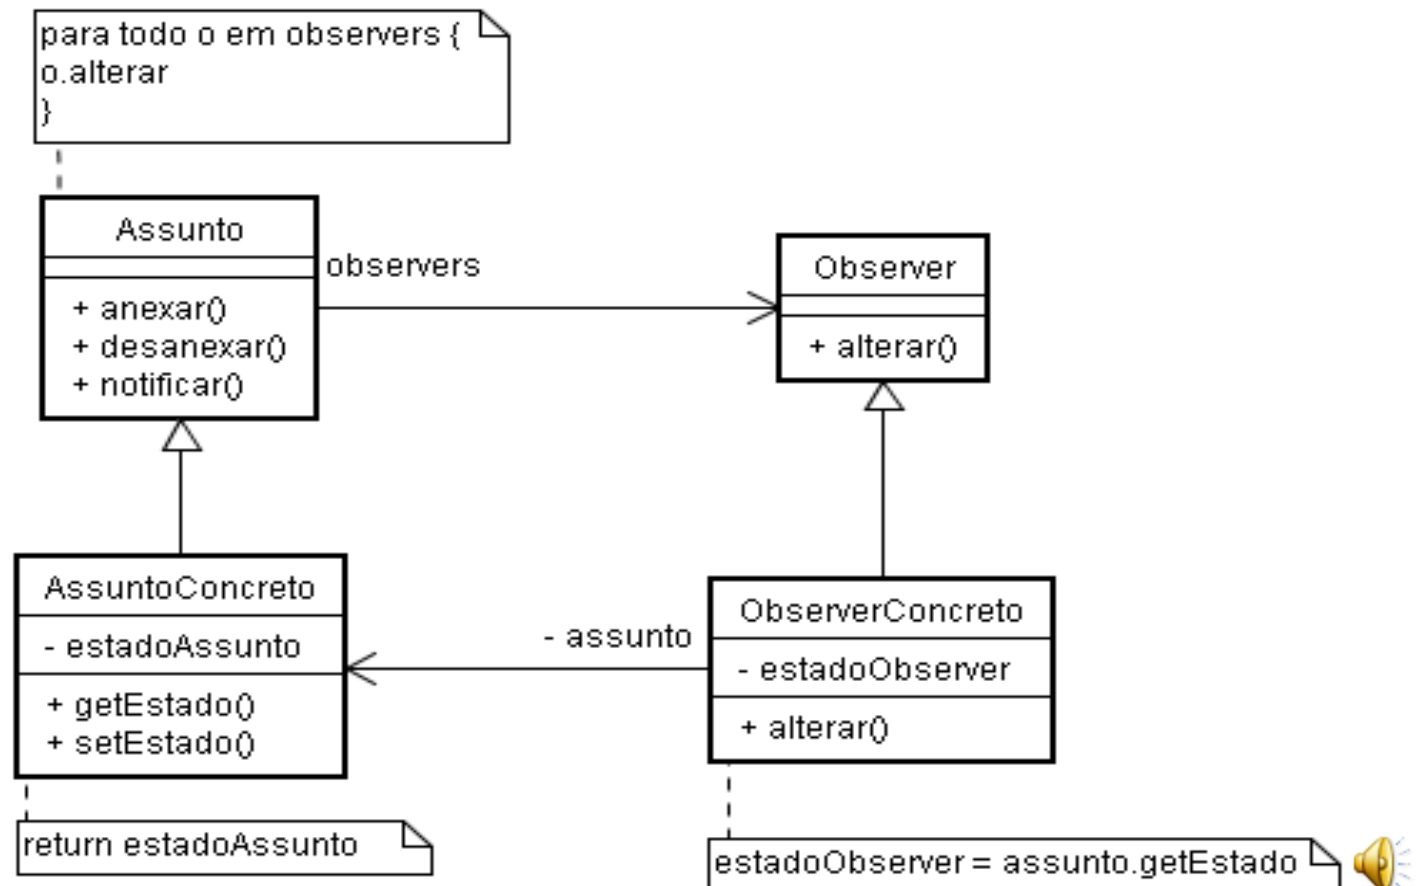 para todo o em observers {
o.alterar
}
Assunto
+ anexar()
+ desanexar()
+ notificar()
observers
Observer
+ alterar()
AssuntoConcreto
- estadoAssunto
+ getEstado()
+ setEstado()
return estadoAssunto
- assunto
ObserverConcreto
- estadoObserver
+ alterar()
estadoObserver = assunto.getEstado